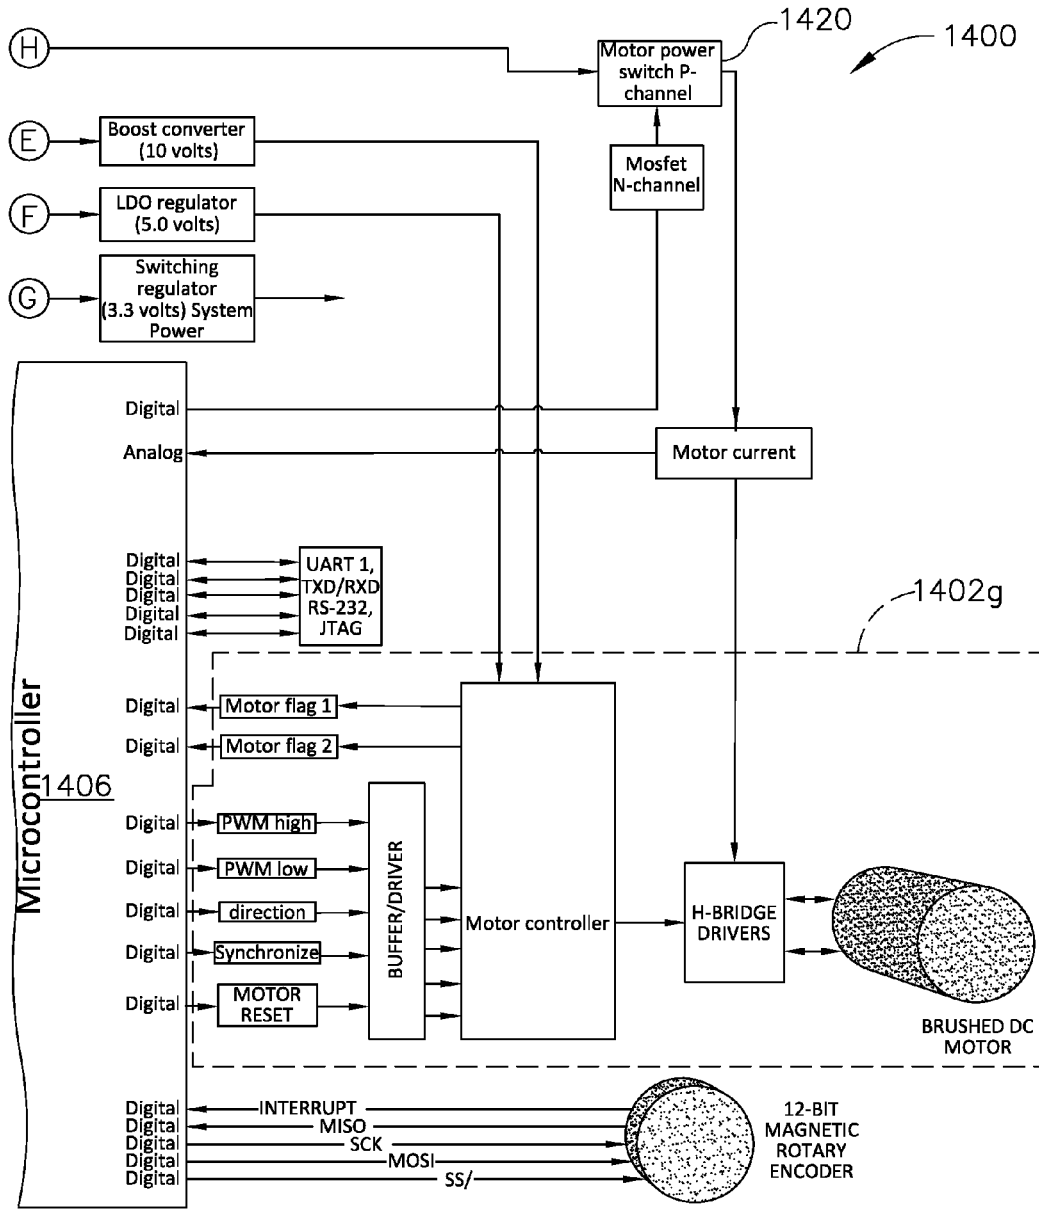 H
Motor power
switch P-
channel
1420
1400
E
Boost converter
(10 volts)
Mosfet
N-channel
F
LDO regulator
(5.0 volts)
G
Switching
regulator
(3.3 volts) System
Power
Digital
Analog
Motor current
Digital
Digital
Digital
Digital
Digital
UART 1,
TXD/RXD
RS-232,
JTAG
1402g
Microcontroller
1406
Digital
Motor flag 1
Digital
Motor flag 2
Digital
PWM high
Digital
PWM low
Digital
direction
Digital
Synchronize
Digital
MOTOR
RESET
BUFFER/DRIVER
Motor controller
H-BRIDGE
DRIVERS
BRUSHED DC
MOTOR
Digital
INTERRUPT
Digital
MISO
Digital
SCK
Digital
MOSI
Digital
SS/
12-BIT
MAGNETIC
ROTARY
ENCODER